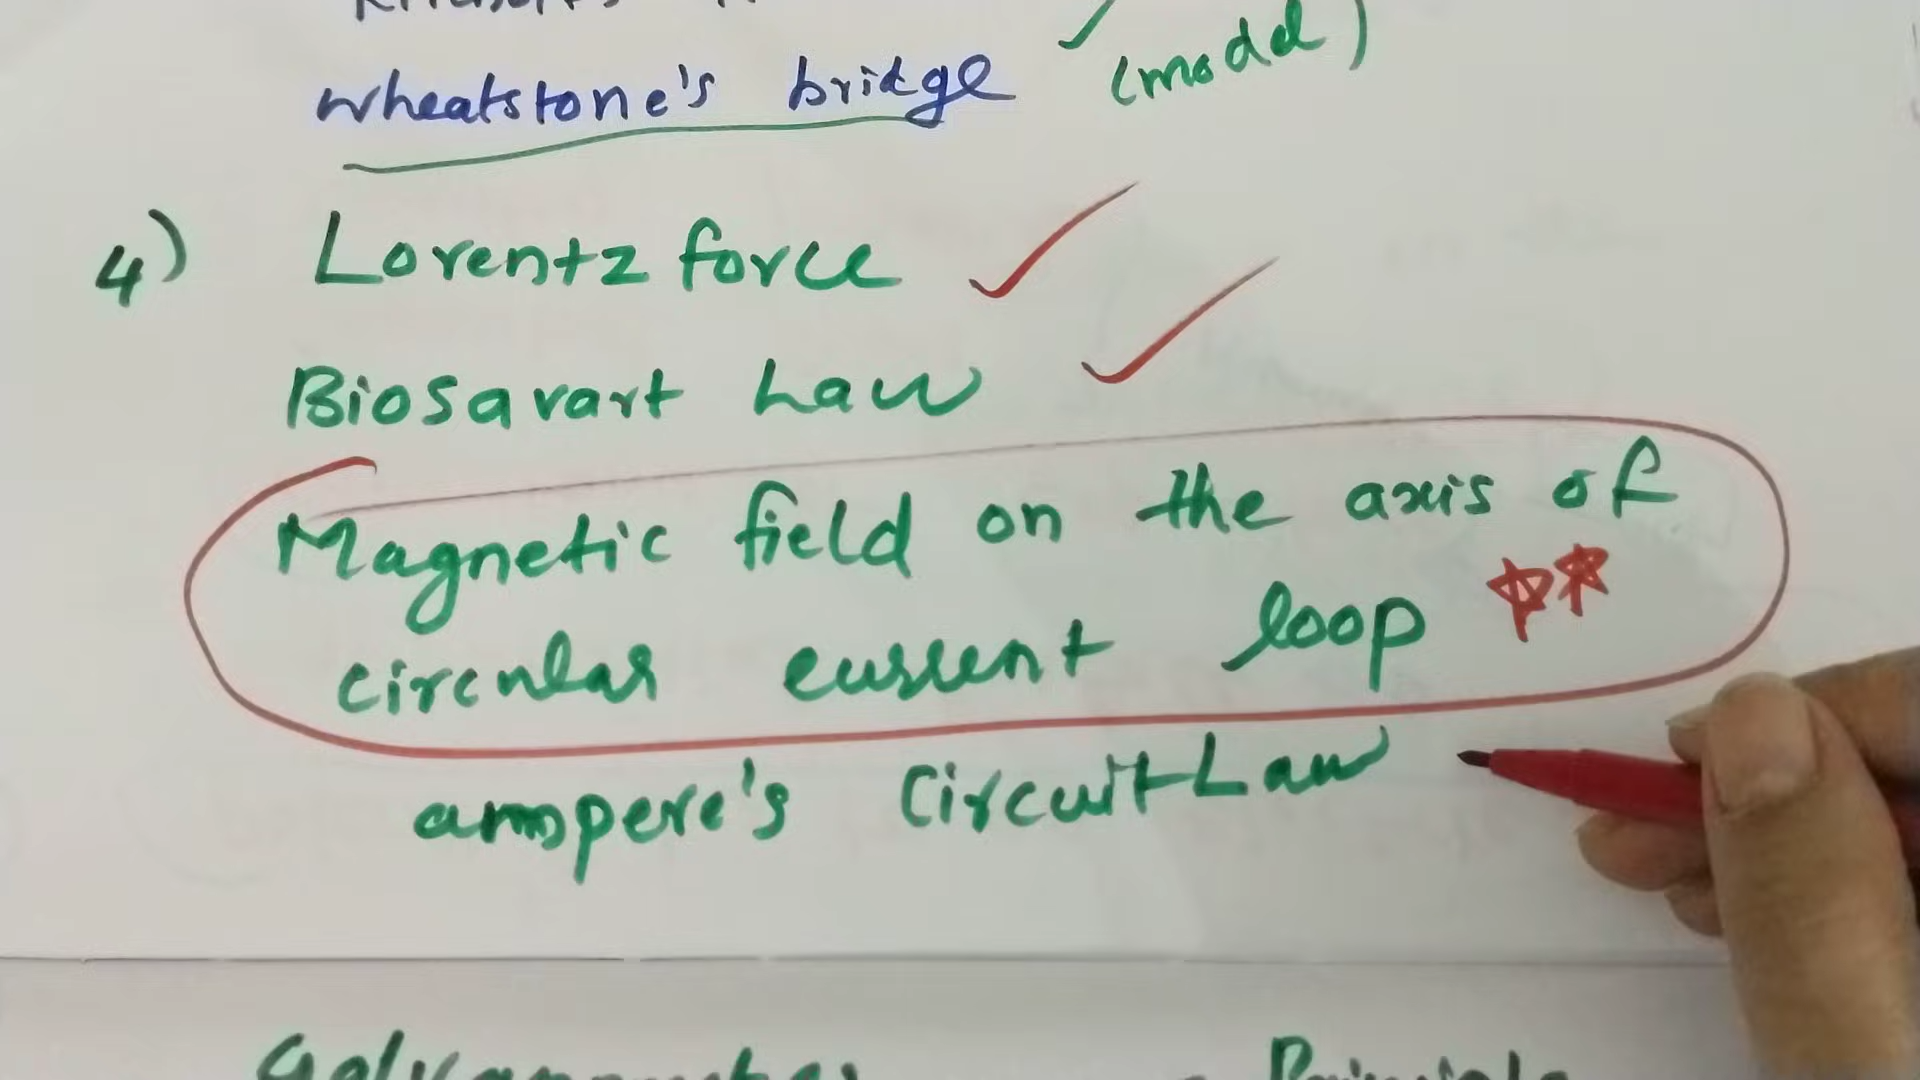 wheatstone's bridge (model)
4) Lorentz force
Biosavart Law
Magnetic field on the axis of
circular current loop
ampere's Circuit Law